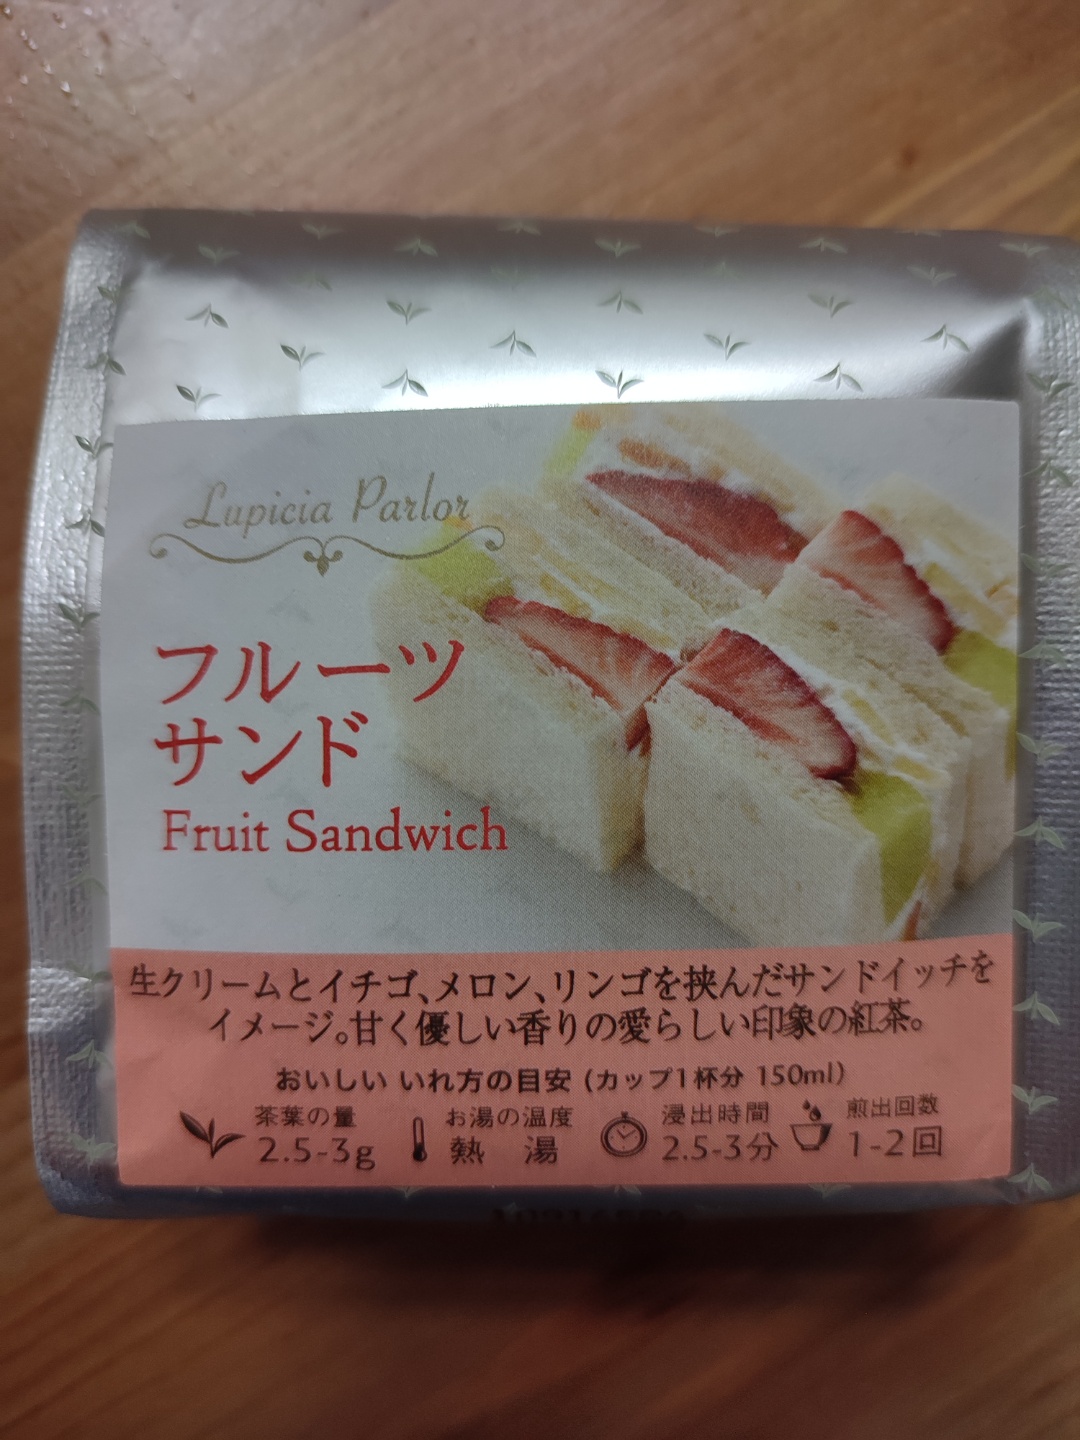 Lupicia Parlor
フルーツ
サンド
Fruit Sandwich
生クリームとイチゴ、メロン、リンゴを挟んだサンドイッチを
イメージ。甘く優しい香りの愛らしい印象の紅茶。
おいしい いれ方の目安 (カップ1杯分 150ml)
茶葉の量 お湯の温度 浸出時間 煎出回数
2.5-3g 熱 湯 2.5-3分 1-2回